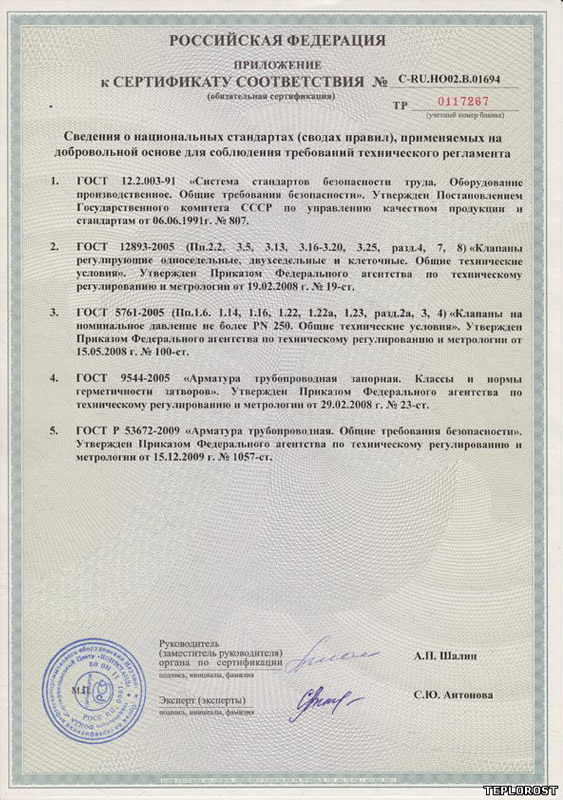 РОССИЙСКАЯ ФЕДЕРАЦИЯ
ПРИЛОЖЕНИЕ
к СЕРТИФИКАТУ СООТВЕТСТВИЯ № C-RU.HO02.B.01694
(обязательная сертификация)
ТР 0117267
(учетный номер бланка)
Сведения о национальных стандартах (сводах правил), применяемых на
добровольной основе для соблюдения требований технического регламента
1. ГОСТ 12.2.003-91 «Система стандартов безопасности труда. Оборудование
производственное. Общие требования безопасности». Утвержден Постановлением
Государственного комитета СССР по управлению качеством продукции и
стандартам от 06.06.1991г. № 807.
2. ГОСТ 12893-2005 (Пп.2.2, 3.5, 3.13, 3.16-3.20, 3.25, разд.4, 7, 8) «Клапаны
регулирующие односедельные, двухседельные и клеточные. Общие технические
условия». Утвержден Приказом Федерального агентства по техническому
регулированию и метрологии от 19.02.2008 г. № 19-ст.
3. ГОСТ 5761-2005 (Пп.1.6, 1.14, 1.16, 1.22, 1.22а, 1.23, разд.2а, 3, 4) «Клапаны на
номинальное давление не более PN 250. Общие технические условия». Утвержден
Приказом Федерального агентства по техническому регулированию и метрологии от
15.05.2008 г. № 100-ст.
4. ГОСТ 9544-2005 «Арматура трубопроводная запорная. Классы и нормы
герметичности затворов». Утвержден Приказом Федерального агентства по
техническому регулированию и метрологии от 29.02.2008 г. № 23-ст.
5. ГОСТ Р 53672-2009 «Арматура трубопроводная. Общие требования безопасности».
Утвержден Приказом Федерального агентства по техническому регулированию и
метрологии от 15.12.2009 г. № 1057-ст.
Руководитель
(заместитель руководителя)
органа по сертификации
подпись, инициалы, фамилия
А.П. Шалин
М.П.
Эксперт (эксперты)
подпись, инициалы, фамилия
С.Ю. Антонова
TEPLOROST